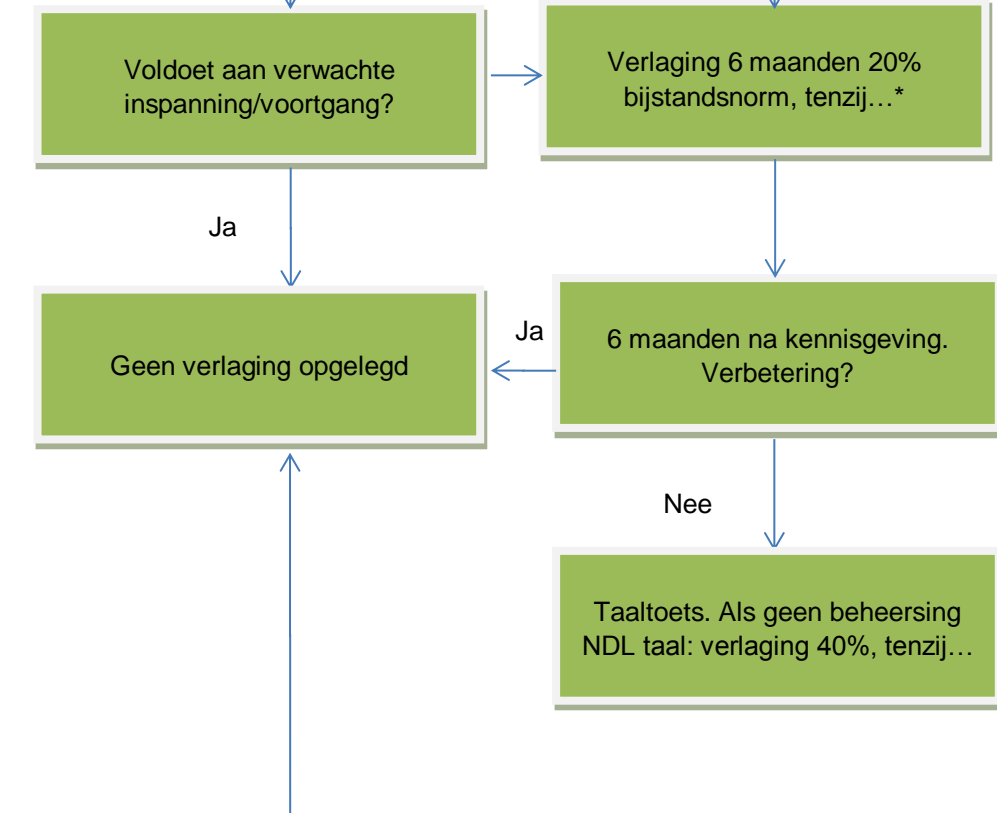 Voldoet aan verwachte
inspanning/voortgang?
Verlaging 6 maanden 20%
bijstandsnorm, tenzij…*
Ja
Geen verlaging opgelegd
Ja
6 maanden na kennisgeving.
Verbetering?
Nee
Taaltoets. Als geen beheersing
NDL taal: verlaging 40%, tenzij…